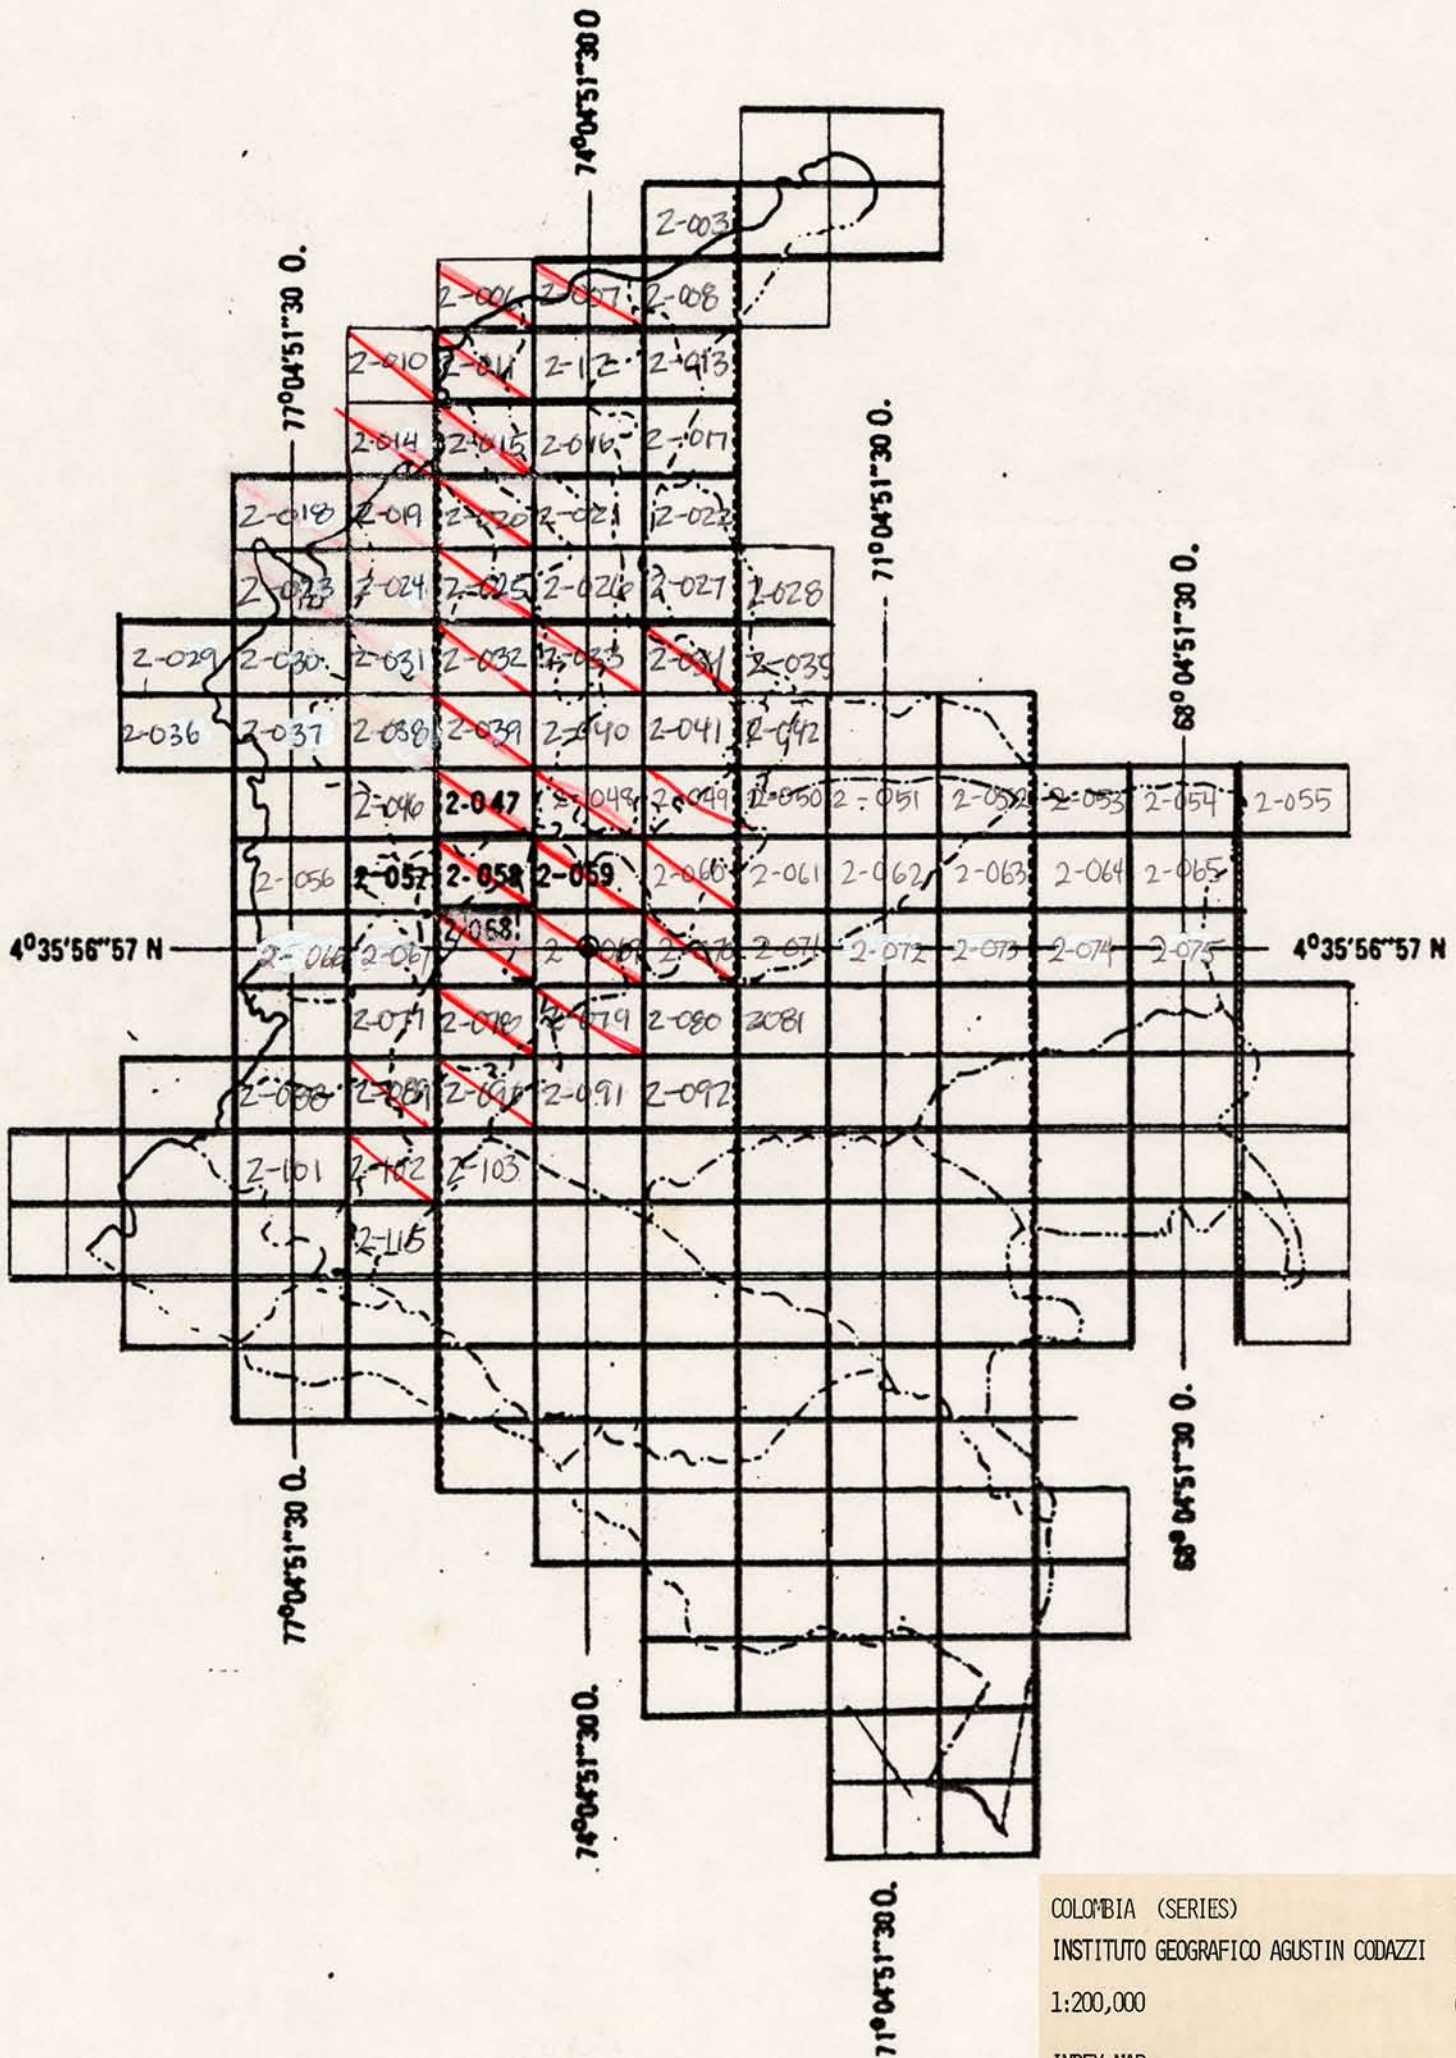 74°04'51"30 O
77°04'51"30 O.
2-003
2-006 2-007 2-008
2-010 2-011 2-12 2-013
71°04'51"30 O.
2-014 2-015 2-016 2-017
2-018 2-019 2-020 2-021 2-022
68°04'51"30 O.
2-023 2-024 2-025 2-026 2-027 2-028
2-029 2-030 2-031 2-032 2-033 2-034 2-035
2-036 2-037 2-038 2-039 2-040 2-041 2-042
2-046 2-047 2-048 2-049 2-050 2-051 2-052 2-053 2-054 2-055
2-056 2-057 2-058 2-059 2-060 2-061 2-062 2-063 2-064 2-065
4°35'56"57 N 2-066 2-067 2-068 2-069 2-070 2-071 2-072 2-073 2-074 2-075 4°35'56"57 N
2-077 2-078 2-079 2-080 2081
2-088 2-089 2-090 2-091 2-092
2-101 2-102 2-103
2-115
68°04'51"30 O.
77°04'51"30 O.
74°04'51"30 O.
71°04'51"30 O.
COLOMBIA (SERIES)
INSTITUTO GEOGRAFICO AGUSTIN CODAZZI
1:200,000
INDEX MAP